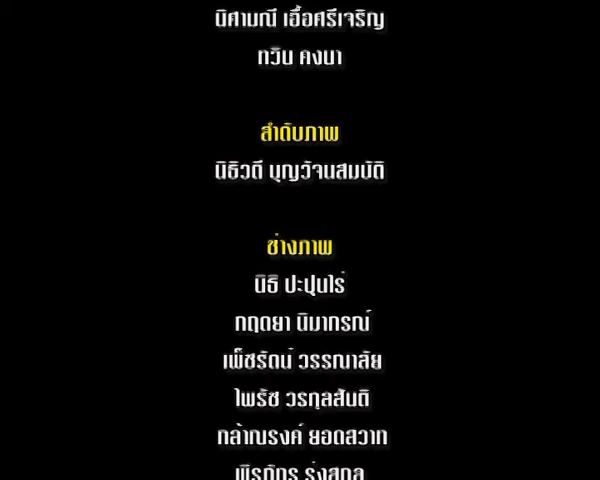 นิศามณี เอื้อศรีเจริญ
ทวิน คงนา
ลำดับภาพ
นิธิวดี บุญวัจนสมบัติ
ช่างภาพ
นิธิ ปะปุนไร่
กฤตยา นิมากรณ์
เพ็ชรัตน์ วรรณาลัย
ไพรัช วรกุลสันติ
กล้าณรงค์ ยอดสวาท